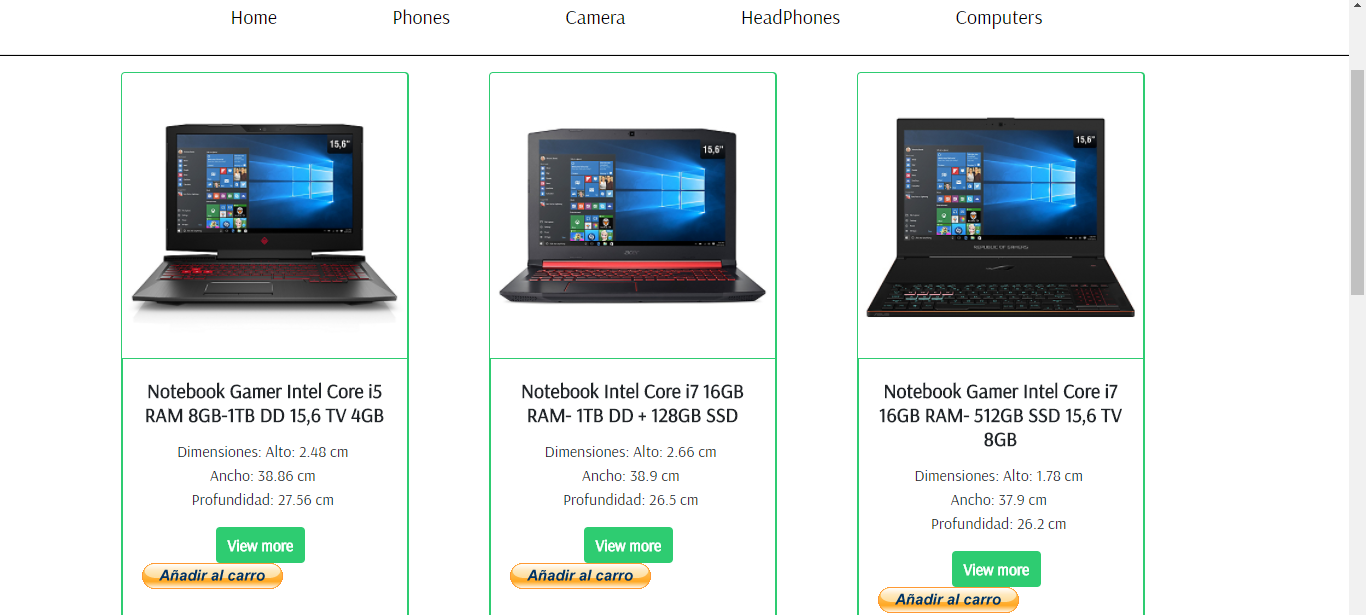 Home
Phones
Camera
HeadPhones
Computers
15,6"
15,6"
15,6"
acer
REPUBLIC OF GAMERS
Notebook Gamer Intel Core i5
RAM 8GB-1TB DD 15,6 TV 4GB
Dimensiones: Alto: 2.48 cm
Ancho: 38.86 cm
Profundidad: 27.56 cm
View more
Añadir al carro
Notebook Intel Core i7 16GB
RAM- 1TB DD + 128GB SSD
Dimensiones: Alto: 2.66 cm
Ancho: 38.9 cm
Profundidad: 26.5 cm
View more
Añadir al carro
Notebook Gamer Intel Core i7
16GB RAM- 512GB SSD 15,6 TV
8GB
Dimensiones: Alto: 1.78 cm
Ancho: 37.9 cm
Profundidad: 26.2 cm
View more
Añadir al carro